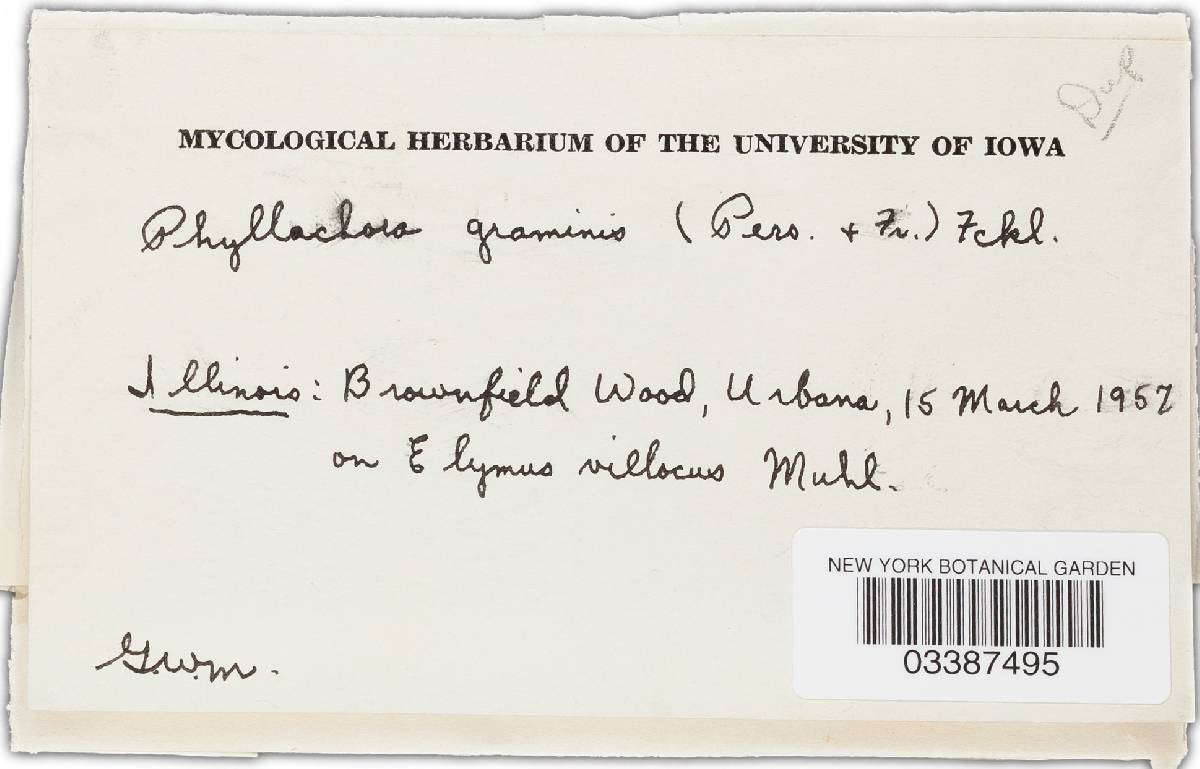 Dup
MYCOLOGICAL HERBARIUM OF THE UNIVERSITY OF IOWA
Phyllachora graminis (Pers. + Fr.) Fckl.
Illinois: Brownfield Wood, Urbana, 15 March 1957
on Elymus villocus Muhl.
G.W.M.
NEW YORK BOTANICAL GARDEN
03387495